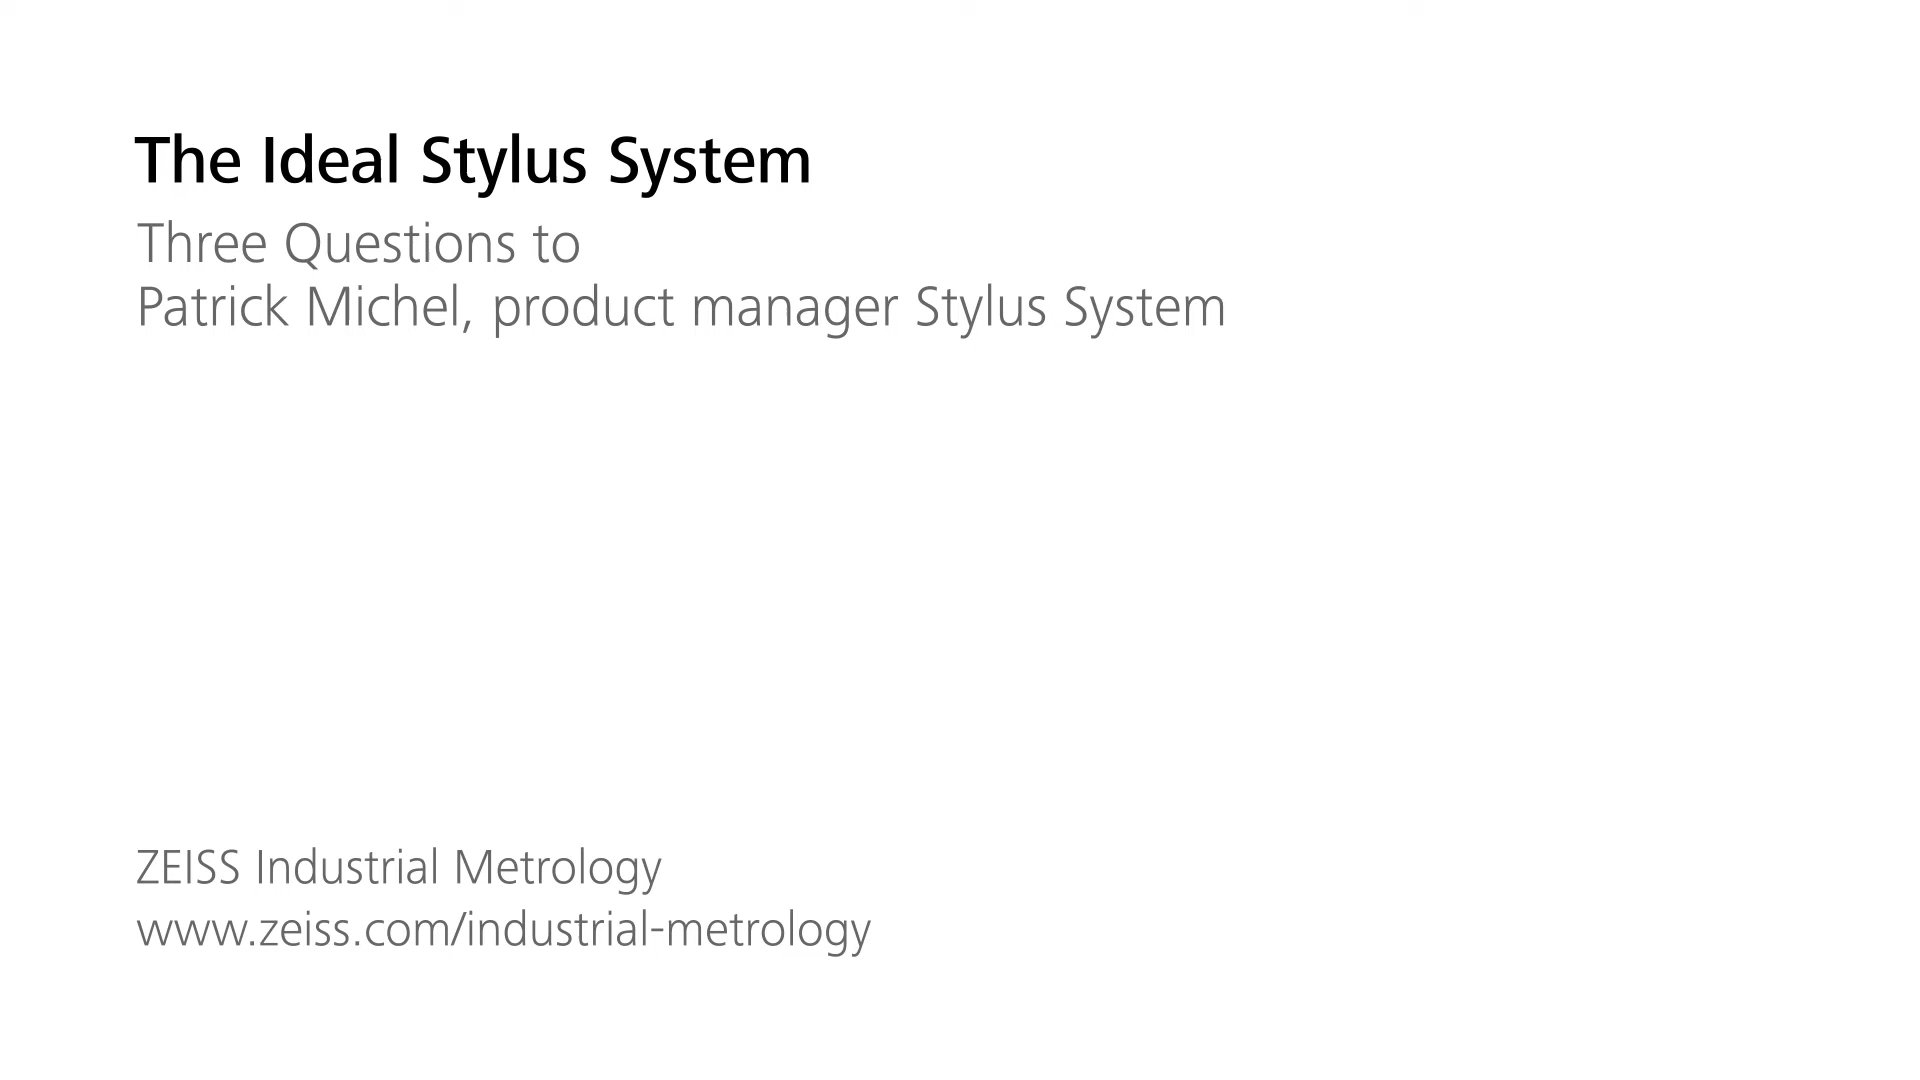 The Ideal Stylus System
Three Questions to
Patrick Michel, product manager Stylus System
ZEISS Industrial Metrology
www.zeiss.com/industrial-metrology